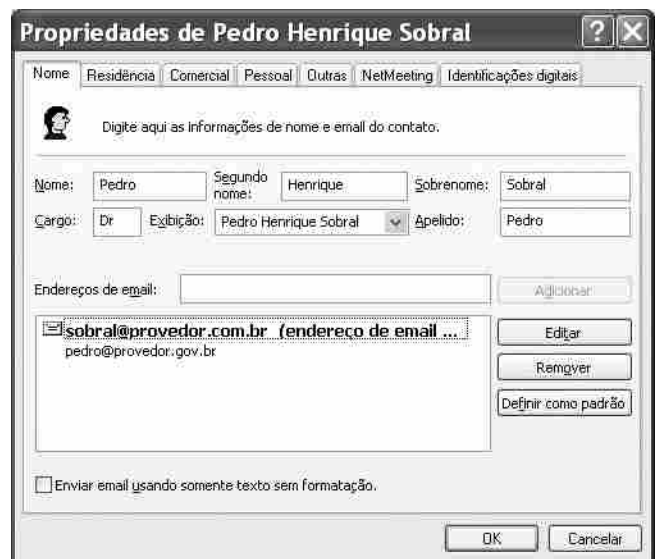 Propriedades de Pedro Henrique Sobral
Nome Residência Comercial Pessoal Outras NetMeeting Identificações digitais
Digite aqui as informações de nome e email do contato.
Nome: Pedro Segundo nome: Henrique Sobrenome: Sobral
Cargo: Dr Exibição: Pedro Henrique Sobral Apelido: Pedro
Endereços de email: Adicionar
sobral@provedor.com.br (endereço de email ...
pedro@provedor.gov.br
Editar
Remover
Definir como padrão
Enviar email usando somente texto sem formatação.
OK Cancelar